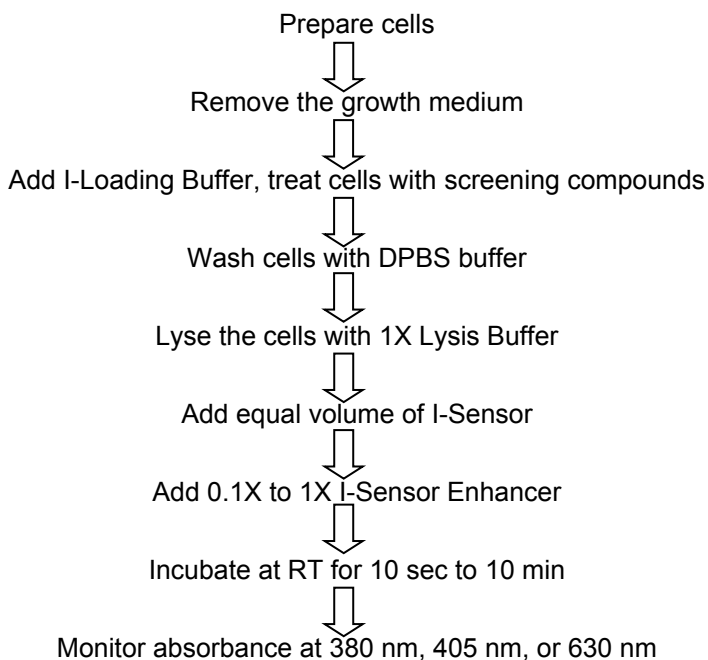 Prepare cells
Remove the growth medium
Add I-Loading Buffer, treat cells with screening compounds
Wash cells with DPBS buffer
Lyse the cells with 1X Lysis Buffer
Add equal volume of I-Sensor
Add 0.1X to 1X I-Sensor Enhancer
Incubate at RT for 10 sec to 10 min
Monitor absorbance at 380 nm, 405 nm, or 630 nm